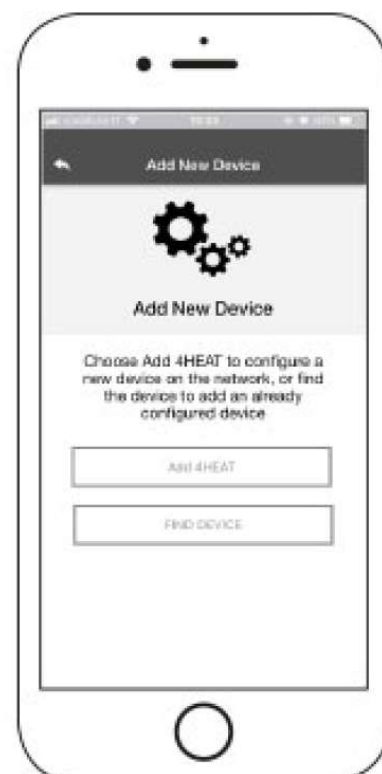 Add New Device
Add New Device
Choose Add 4HEAT to configure a
new device on the network, or find
the device to add an already
configured device
Add 4HEAT
FIND DEVICE